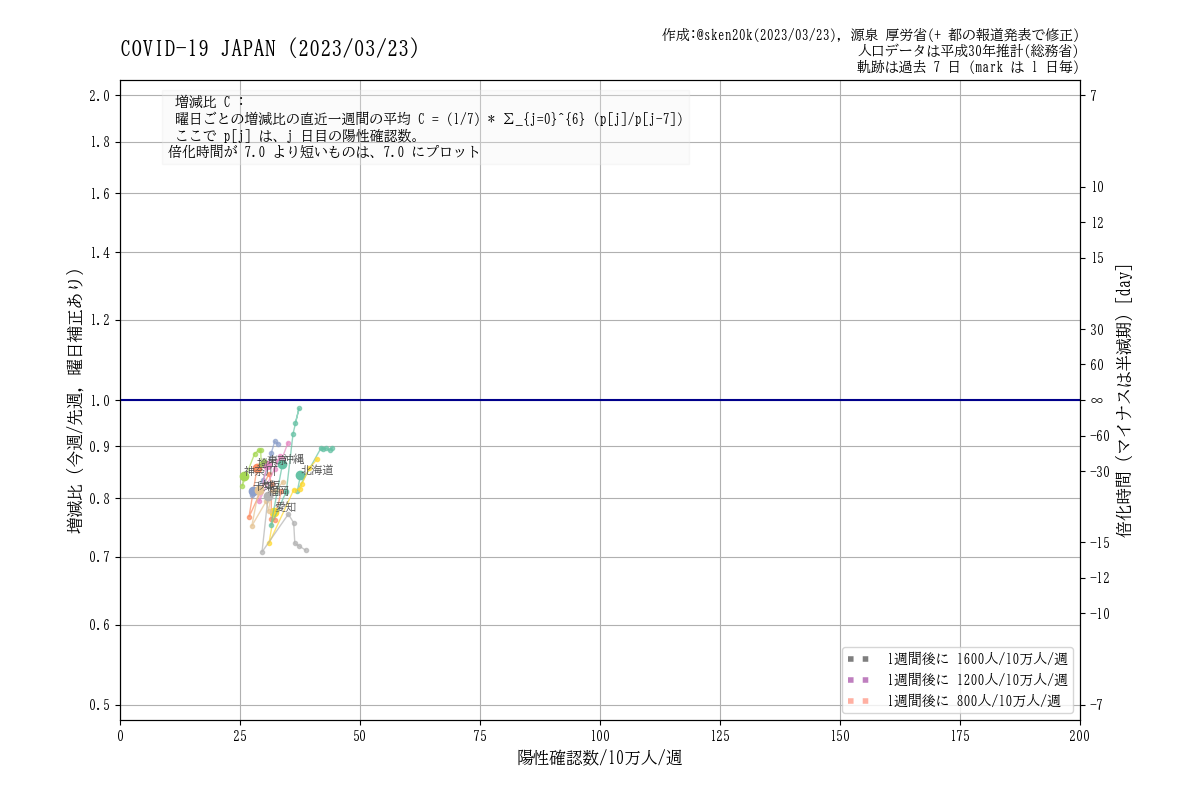 COVID-19 JAPAN (2023/03/23)
作成:@sken20k(2023/03/23), 源泉 厚労省(+ 都の報道発表で修正)
人口データは平成30年推計(総務省)
軌跡は過去 7 日 (mark は 1 日毎)
増減比 C :
曜日ごとの増減比の直近一週間の平均 C = (1/7) * Σ_{j=0}^{6} (p[j]/p[j-7])
ここで p[j] は、j 日目の陽性確認数。
倍化時間が 7.0 より短いものは、7.0 にプロット
増減比 (今週/先週, 曜日補正あり)
2.0
1.8
1.6
1.4
1.2
1.0
0.9
0.8
0.7
0.6
0.5
7
10
12
15
30
60
∞
-60
-30
-15
-12
-10
-7
倍化時間 (マイナスは半減期) [day]
東京
沖縄
神奈川
北海道
福岡
愛知
1週間後に 1600人/10万人/週
1週間後に 1200人/10万人/週
1週間後に 800人/10万人/週
0
25
50
75
100
125
150
175
200
陽性確認数/10万人/週